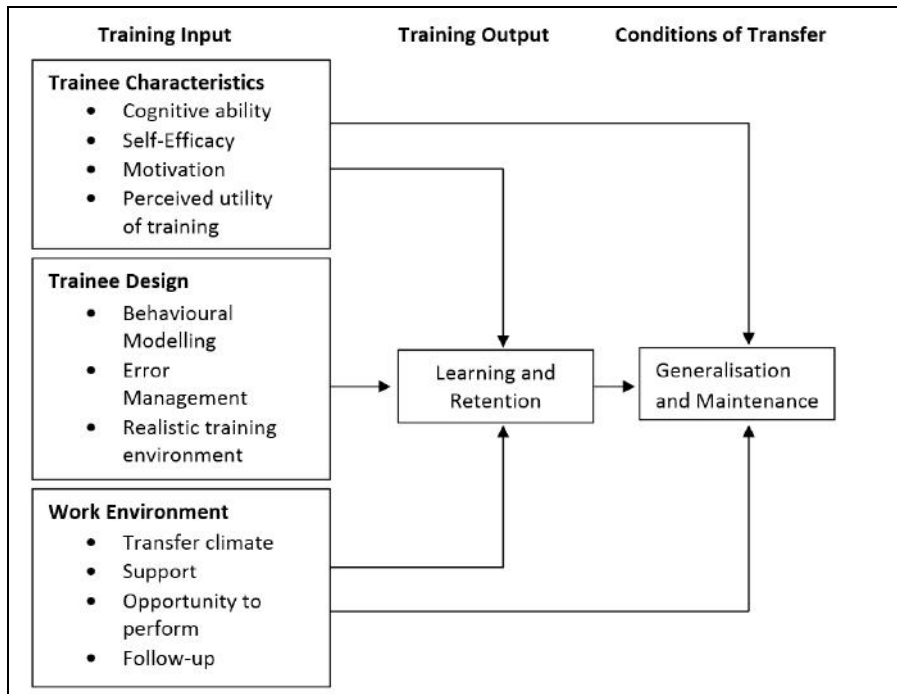 Training Input
Training Output
Conditions of Transfer
Trainee Characteristics
• Cognitive ability
• Self-Efficacy
• Motivation
• Perceived utility
of training
Trainee Design
• Behavioural
Modelling
• Error
Management
• Realistic training
environment
Learning and
Retention
Generalisation
and Maintenance
Work Environment
• Transfer climate
• Support
• Opportunity to
perform
• Follow-up